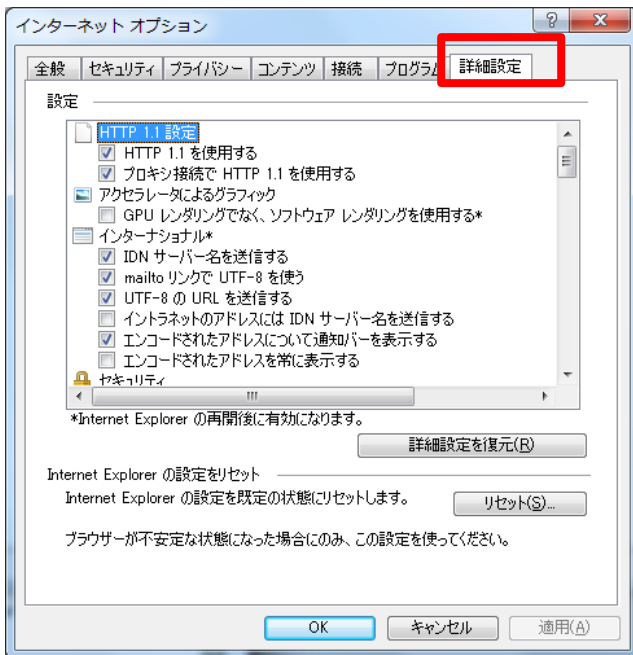 インターネット オプション
全般 セキュリティ プライバシー コンテンツ 接続 プログラム 詳細設定
設定
HTTP 1.1 設定
HTTP 1.1 を使用する
プロキシ接続で HTTP 1.1 を使用する
アクセラレータによるグラフィック
GPU レンダリングでなく、ソフトウェア レンダリングを使用する*
インターナショナル*
IDN サーバー名を送信する
mailto リンクで UTF-8 を使う
UTF-8 の URL を送信する
イントラネットのアドレスには IDN サーバー名を送信する
エンコードされたアドレスについて通知バーを表示する
エンコードされたアドレスを常に表示する
セキュリティ
*Internet Explorer の再開後に有効になります。
詳細設定を復元(R)
Internet Explorer の設定をリセット
Internet Explorer の設定を既定の状態にリセットします。
リセット(S)...
ブラウザーが不安定な状態になった場合にのみ、この設定を使ってください。
OK キャンセル 適用(A)